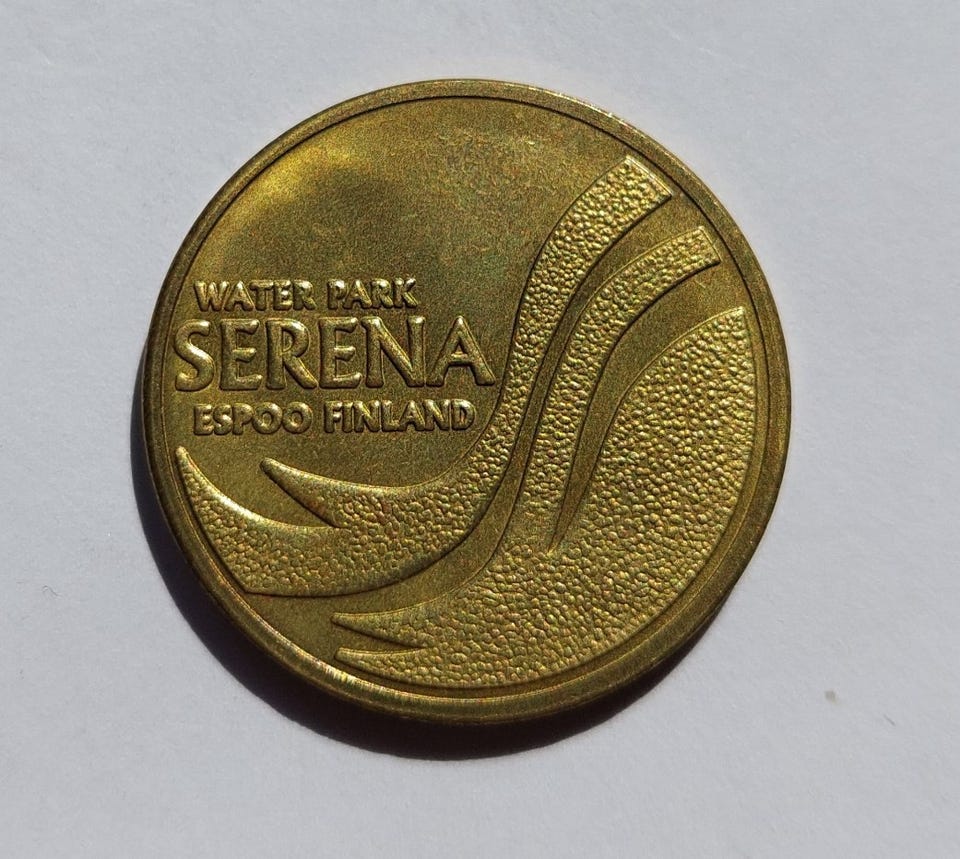 WATER PARK
SERENA
ESPOO FINLAND